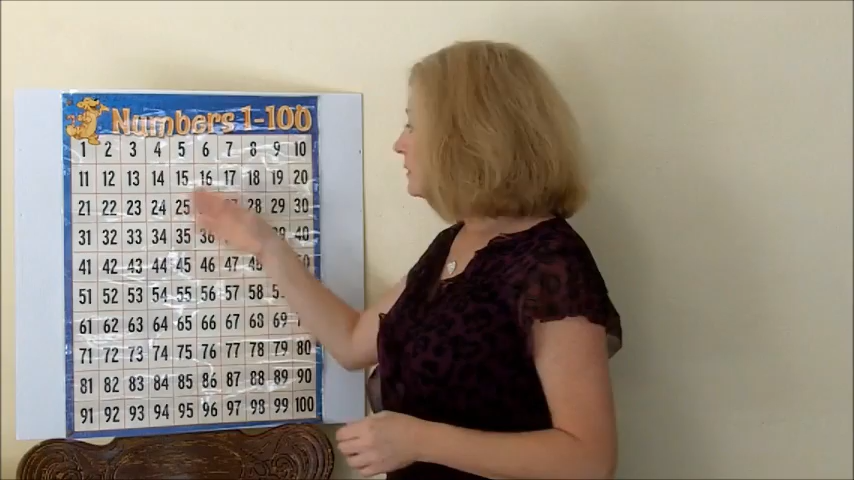 Numbers 1-100
1 2 3 4 5 6 7 8 9 10
11 12 13 14 15 16 17 18 19 20
21 22 23 24 25 28 29 30
31 32 33 34 35 36 40
41 42 43 44 45 46 47 48
51 52 53 54 55 56 57 58
61 62 63 64 65 66 67 68 69
71 72 73 74 75 76 77 78 79 80
81 82 83 84 85 86 87 88 89 90
91 92 93 94 95 96 97 98 99 100